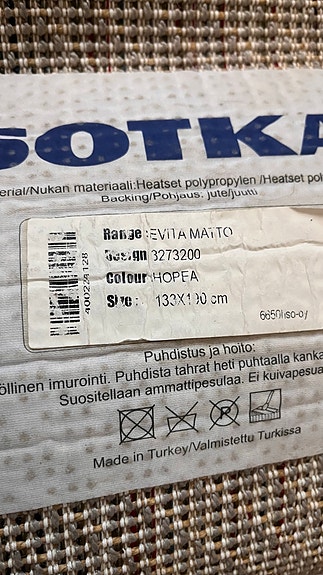 SOTKA
erial/Nukan materiaali:Heatset polypropylen /Heatset pol
Backing/Pohjaus: jute/juutti
Range :EVITA MATTO
Design 3273200
Colour HOPEA
Size : 133X190 cm
400224128
Puhdistus ja hoito:
öllinen imurointi. Puhdista tahrat heti puhtaalla kanka
Suositellaan ammattipesulaa. Ei kuivapesua
Made in Turkey/Valmistettu Turkissa